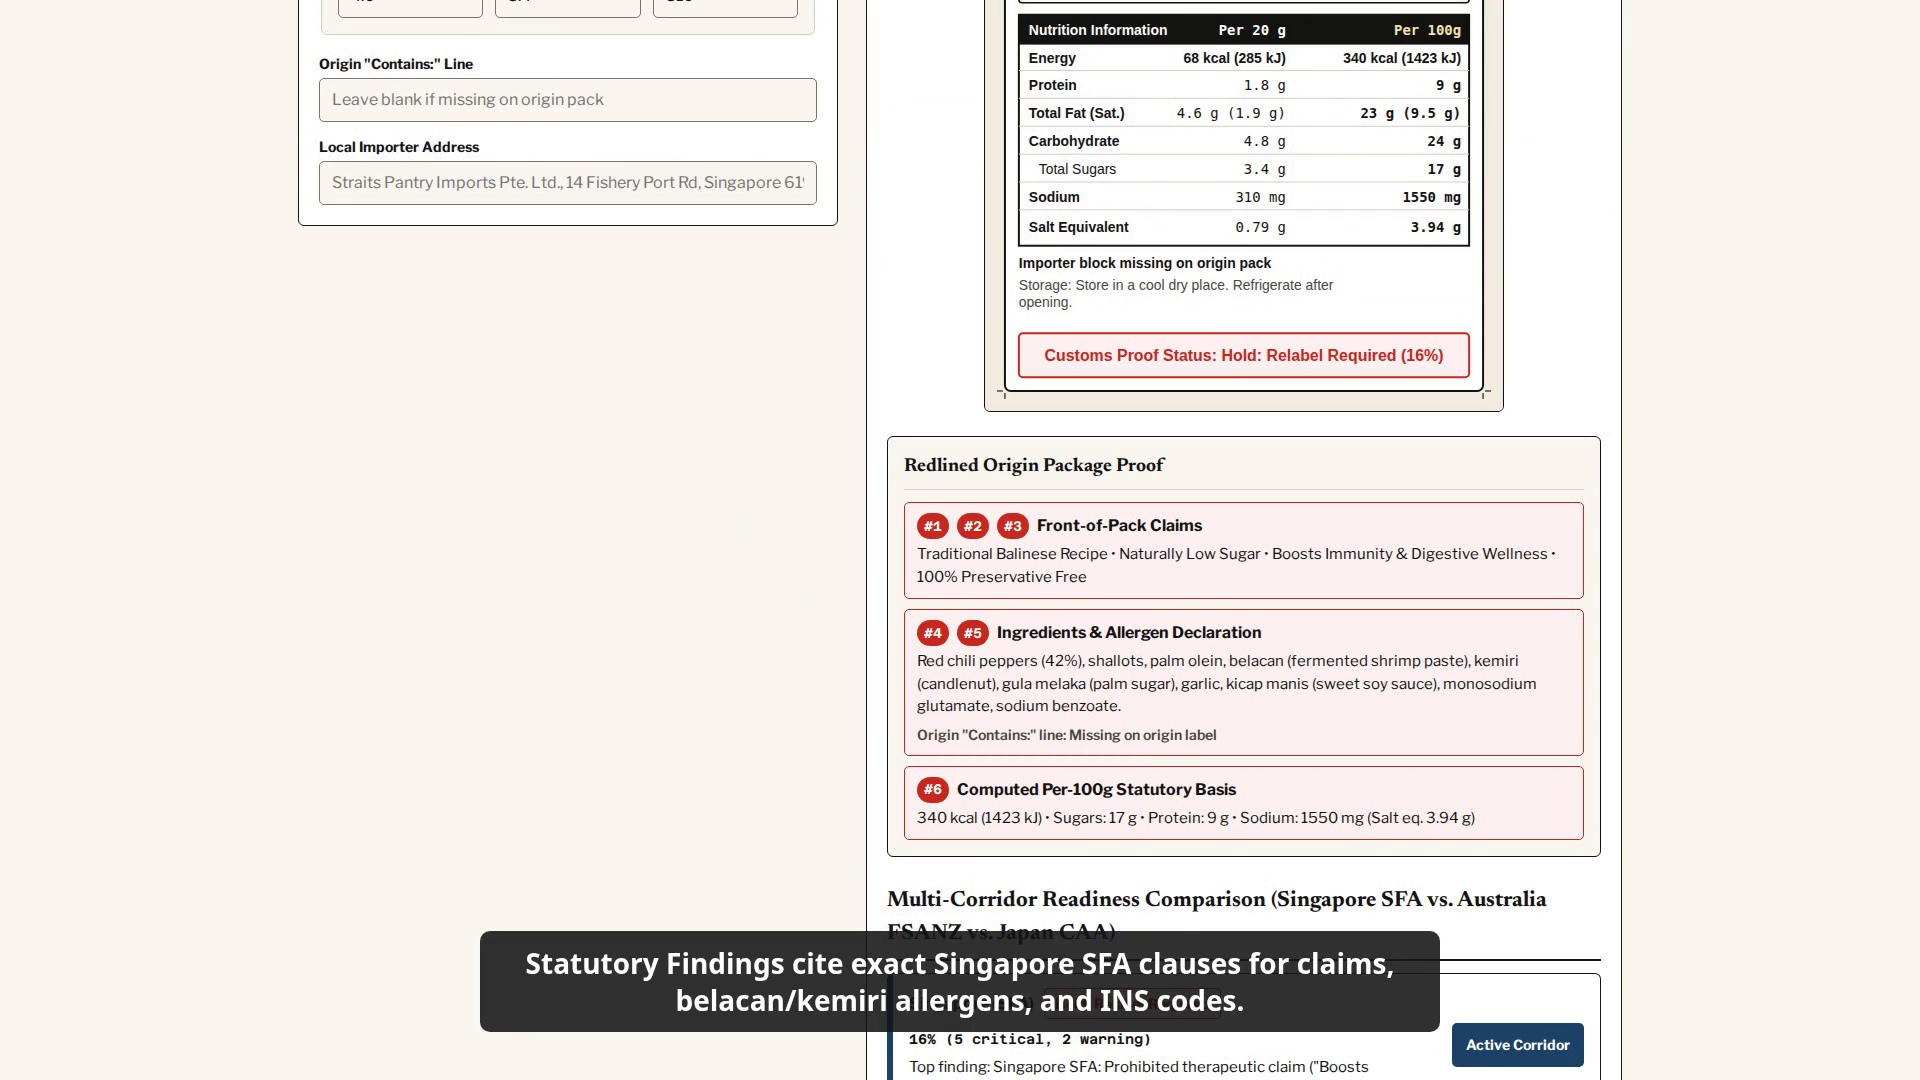 Origin "Contains:" Line
Leave blank if missing on origin pack
Local Importer Address
Straits Pantry Imports Pte. Ltd., 14 Fishery Port Rd, Singapore 61
Nutrition Information Per 20 g Per 100g
Energy 68 kcal (285 kJ) 340 kcal (1423 kJ)
Protein 1.8 g 9 g
Total Fat (Sat.) 4.6 g (1.9 g) 23 g (9.5 g)
Carbohydrate 4.8 g 24 g
Total Sugars 3.4 g 17 g
Sodium 310 mg 1550 mg
Salt Equivalent 0.79 g 3.94 g
Importer block missing on origin pack
Storage: Store in a cool dry place. Refrigerate after
opening.
Customs Proof Status: Hold: Relabel Required (16%)
Redlined Origin Package Proof
#1 #2 #3 Front-of-Pack Claims
Traditional Balinese Recipe • Naturally Low Sugar • Boosts Immunity & Digestive Wellness •
100% Preservative Free
#4 #5 Ingredients & Allergen Declaration
Red chili peppers (42%), shallots, palm olein, belacan (fermented shrimp paste), kemiri
(candlenut), gula melaka (palm sugar), garlic, kicap manis (sweet soy sauce), monosodium
glutamate, sodium benzoate.
Origin "Contains:" line: Missing on origin label
#6 Computed Per-100g Statutory Basis
340 kcal (1423 kJ) • Sugars: 17 g • Protein: 9 g • Sodium: 1550 mg (Salt eq. 3.94 g)
Multi-Corridor Readiness Comparison (Singapore SFA vs. Australia
FSANZ vs. Japan CAA)
Statutory Findings cite exact Singapore SFA clauses for claims,
belacan/kemiri allergens, and INS codes.
16% (5 critical, 2 warning)
Active Corridor
Top finding: Singapore SFA: Prohibited therapeutic claim ("Boosts